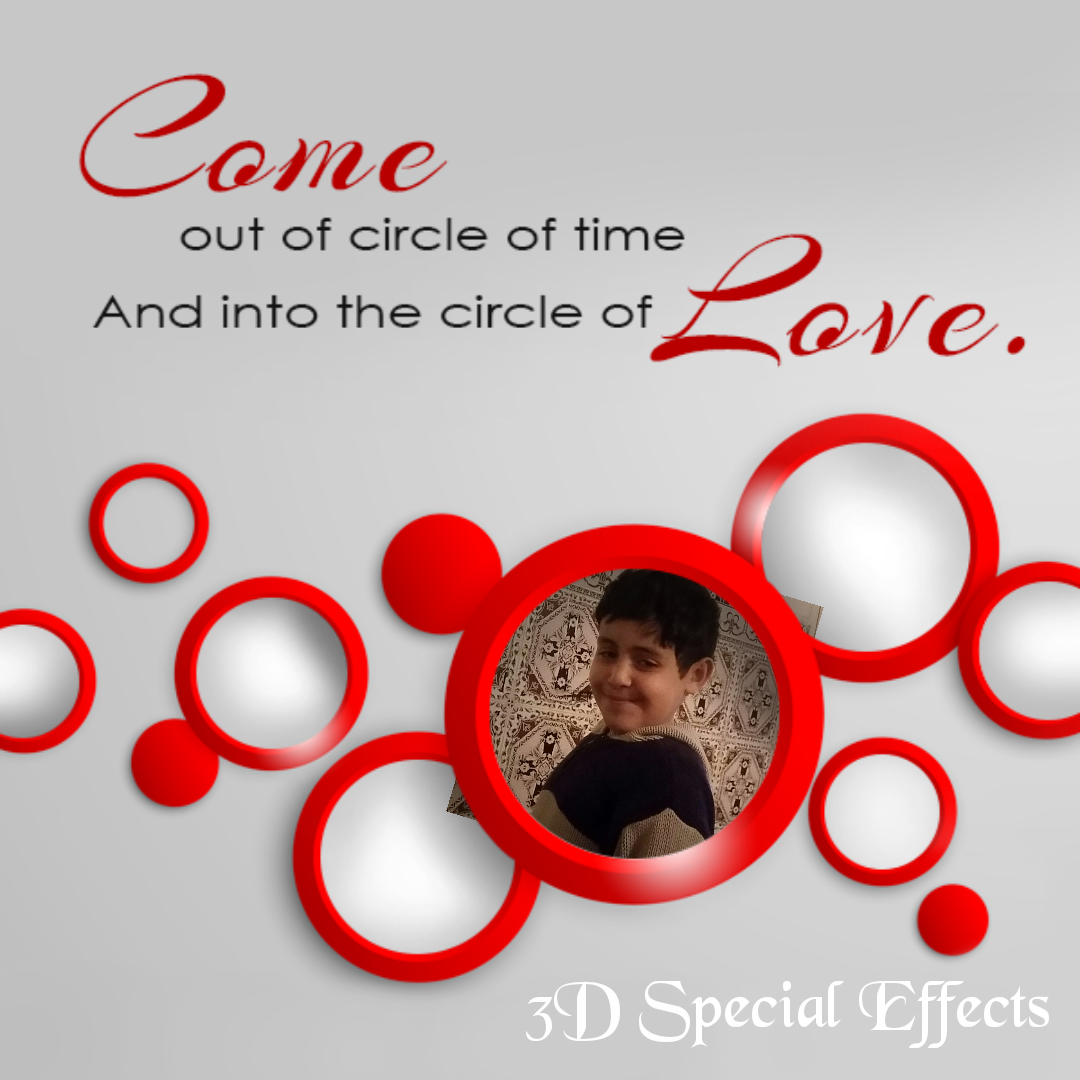 Come
out of circle of time
And into the circle of Love.
3D Special Effects